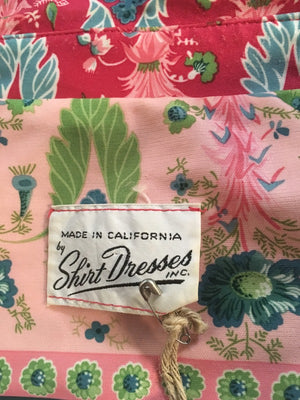 MADE IN CALIFORNIA
by
Shirt Dresses
INC.